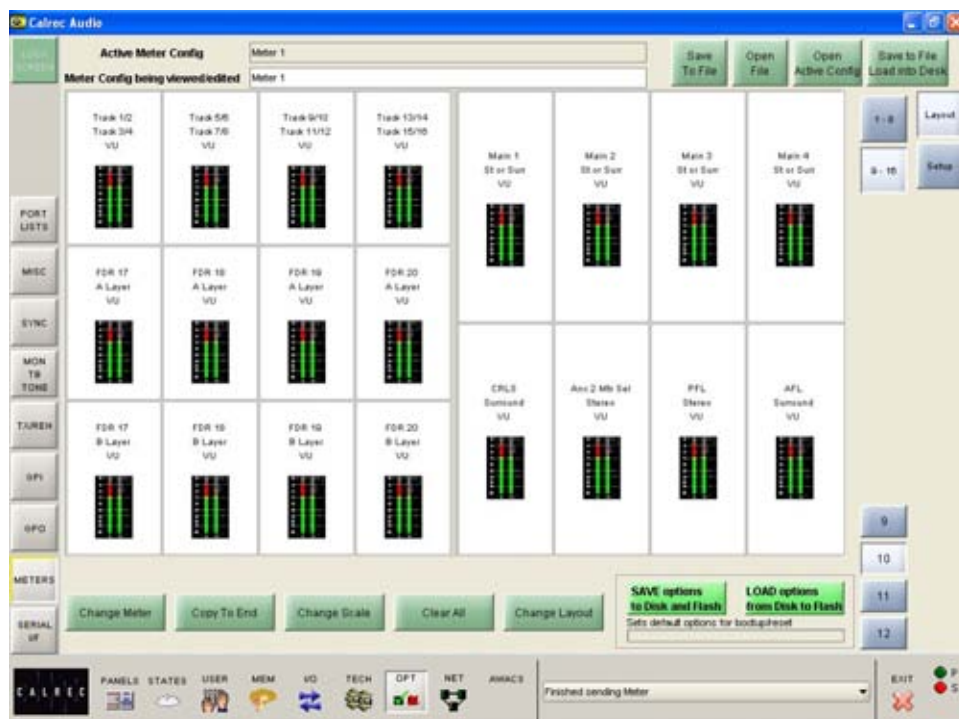 Calrec Audio
Active Meter Config
Meter 1
Meter Config being viewed/edited
Meter 1
Save To File
Open File
Open Active Config
Save to File Load into Desk
Track 1/2
Track 3/4
VU
Track 5/6
Track 7/8
VU
Track 9/10
Track 11/12
VU
Track 13/14
Track 15/16
VU
Main 1
St or Surr
VU
Main 2
St or Surr
VU
Main 3
St or Surr
VU
Main 4
St or Surr
VU
1 - 8
9 - 16
Layout
Setup
PORT LISTS
MISC
SYNC
MON
TB
TONE
TX/REH
GPI
GPO
METERS
SERIAL I/F
FDR 17
A Layer
VU
FDR 18
A Layer
VU
FDR 19
A Layer
VU
FDR 20
A Layer
VU
FDR 17
B Layer
VU
FDR 18
B Layer
VU
FDR 19
B Layer
VU
FDR 20
B Layer
VU
CRLS
Surround
VU
Anc 2 Mtr Sel
Stereo
VU
PFL
Stereo
VU
AFL
Surround
VU
9
10
11
12
Change Meter
Copy To End
Change Scale
Clear All
Change Layout
SAVE options
to Disk and Flash
LOAD options
from Disk to Flash
Sets default options for bootup/reset
CALREC
PANELS
STATES
USER
MEM
I/O
TECH
OPT
NET
AWACS
Finished sending Meter
EXIT
P
S